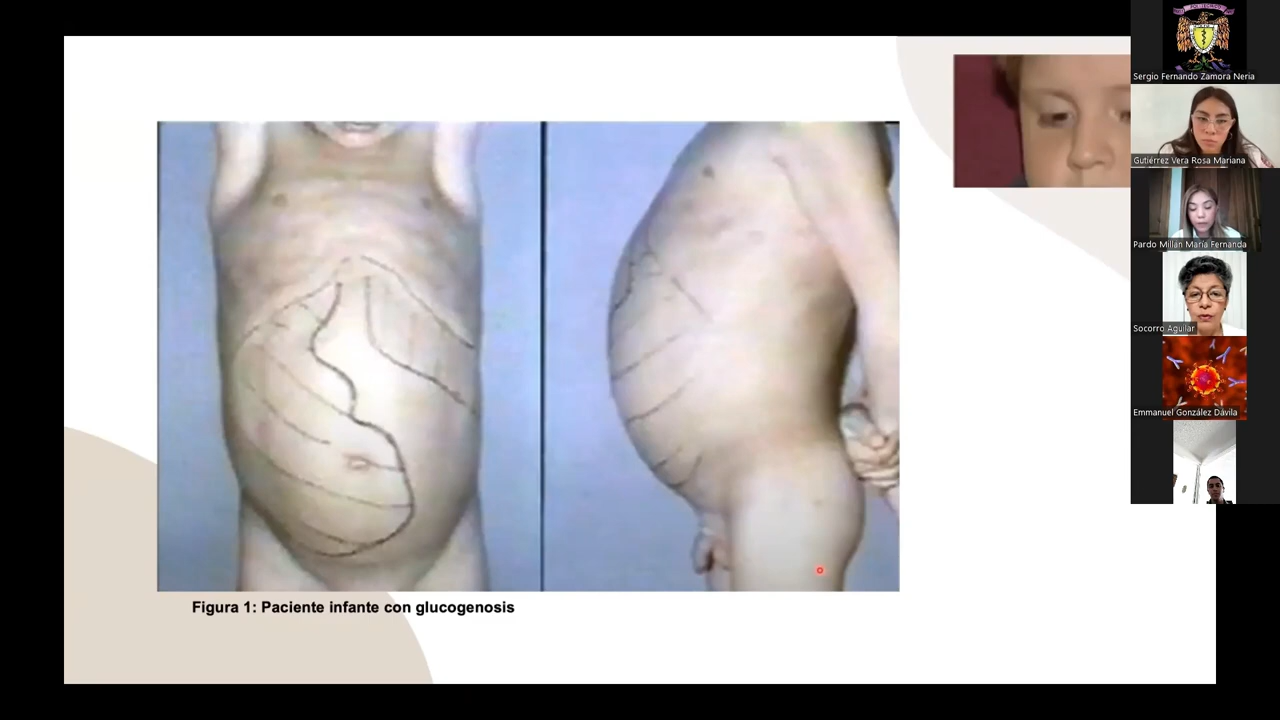 Figura 1: Paciente infante con glucogenosis
POLITECNICO
Sergio Fernando Zamora Neria
Gutiérrez Vera Rosa Mariana
Pardo Millán María Fernanda
Socorro Aguilar
Emmanuel González Dávila